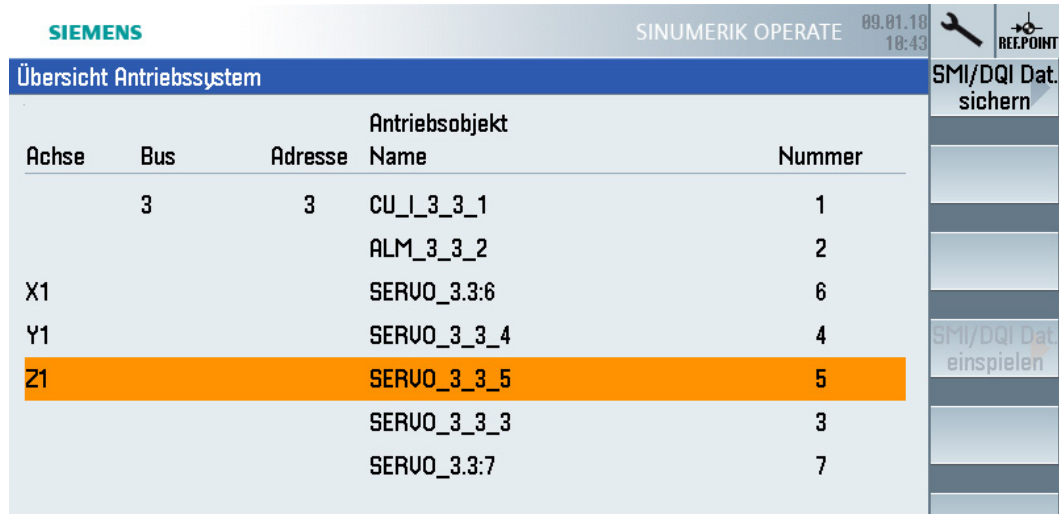 SIEMENS
SINUMERIK OPERATE
09.01.18
10:43
REF.POINT
Übersicht Antriebssystem
SMI/DQI Dat.
sichern
Antriebsobjekt
Achse Bus Adresse Name Nummer
3 3 CU_I_3_3_1 1
ALM_3_3_2 2
X1 SERVO_3.3:6 6
Y1 SERVO_3_3_4 4
Z1 SERVO_3_3_5 5
SERVO_3_3_3 3
SERVO_3.3:7 7
SMI/DQI Dat.
einspielen